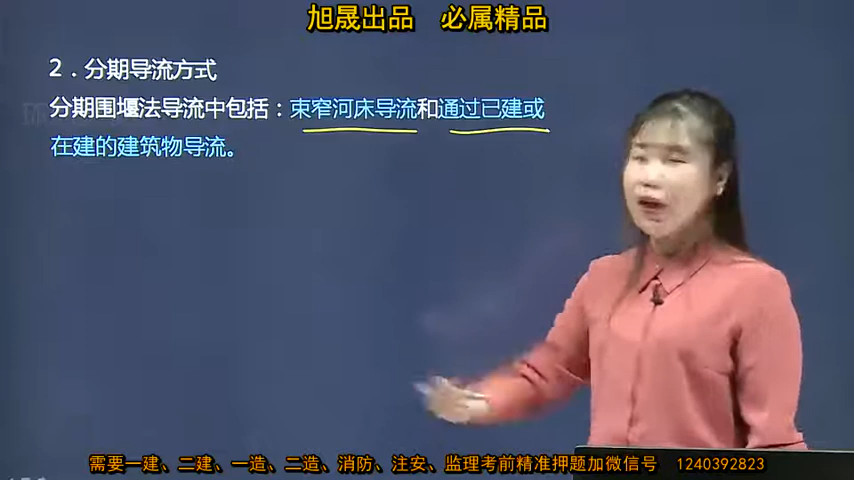 旭晟出品 必属精品
2．分期导流方式
分期围堰法导流中包括：束窄河床导流和通过已建或
在建的建筑物导流。
需要一建、二建、一造、二造、消防、注安、监理考前精准押题加微信号 1240392823